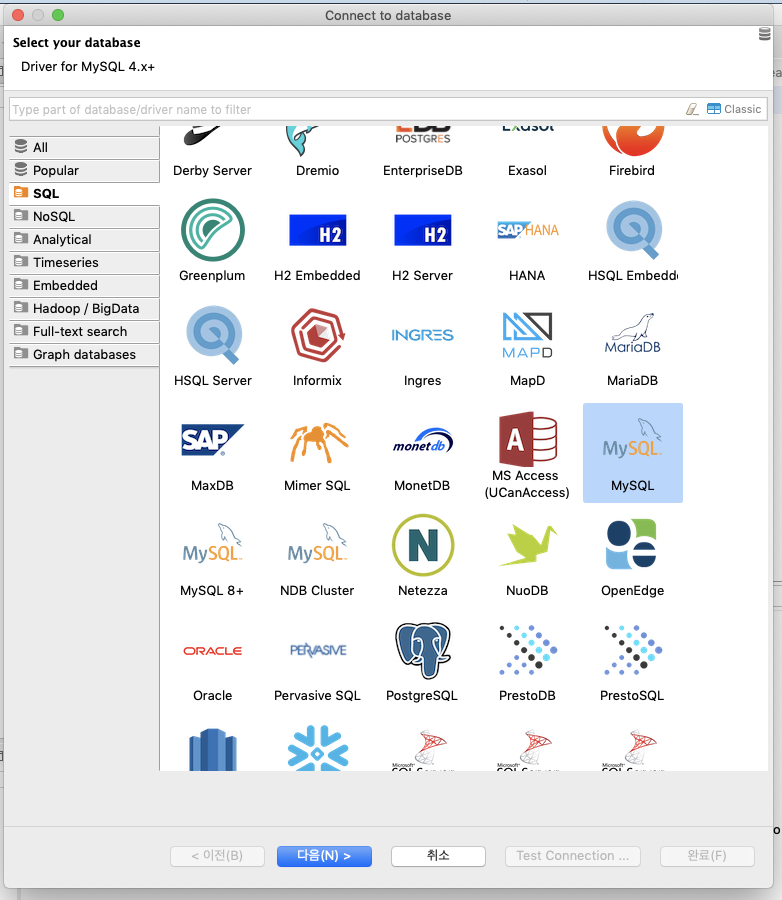 Connect to database
Select your database
Driver for MySQL 4.x+
Type part of database/driver name to filter
Classic
All
Popular
SQL
NoSQL
Analytical
Timeseries
Embedded
Hadoop / BigData
Full-text search
Graph databases
POSTGRES
Exasol
Derby Server
Dremio
EnterpriseDB
Exasol
Firebird
H2
H2
SAP HANA
Greenplum
H2 Embedded
H2 Server
HANA
HSQL Embedde
INGRES
MAPD
MariaDB
HSQL Server
Informix
Ingres
MapD
MariaDB
SAP
monetdb
A
MySQL
MaxDB
Mimer SQL
MonetDB
MS Access
(UCanAccess)
MySQL
MySQL
MySQL
N
MySQL 8+
NDB Cluster
Netezza
NuoDB
OpenEdge
ORACLE
PERVASIVE
Oracle
Pervasive SQL
PostgreSQL
PrestoDB
PrestoSQL
Microsoft
Microsoft
Microsoft
< 이전(B)
다음(N) >
취소
Test Connection ...
완료(F)